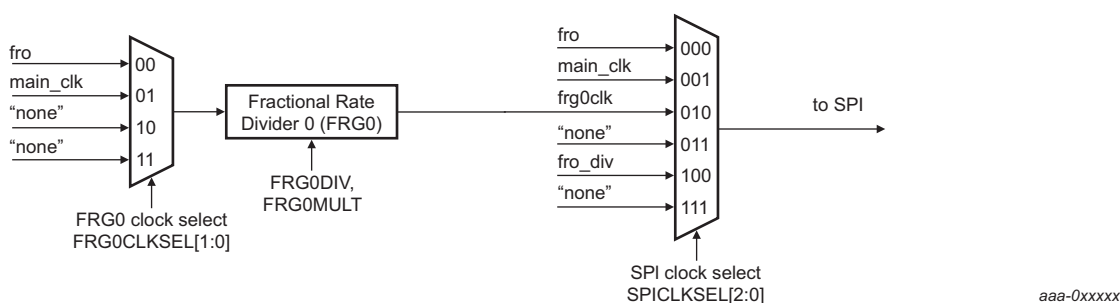 fro
00
main_clk
01
“none”
10
“none”
11
FRG0 clock select
FRG0CLKSEL[1:0]
Fractional Rate
Divider 0 (FRG0)
FRG0DIV,
FRG0MULT
fro
000
main_clk
001
frg0clk
010
“none”
011
fro_div
100
“none”
111
SPI clock select
SPICLKSEL[2:0]
to SPI
aaa-0xxxxx